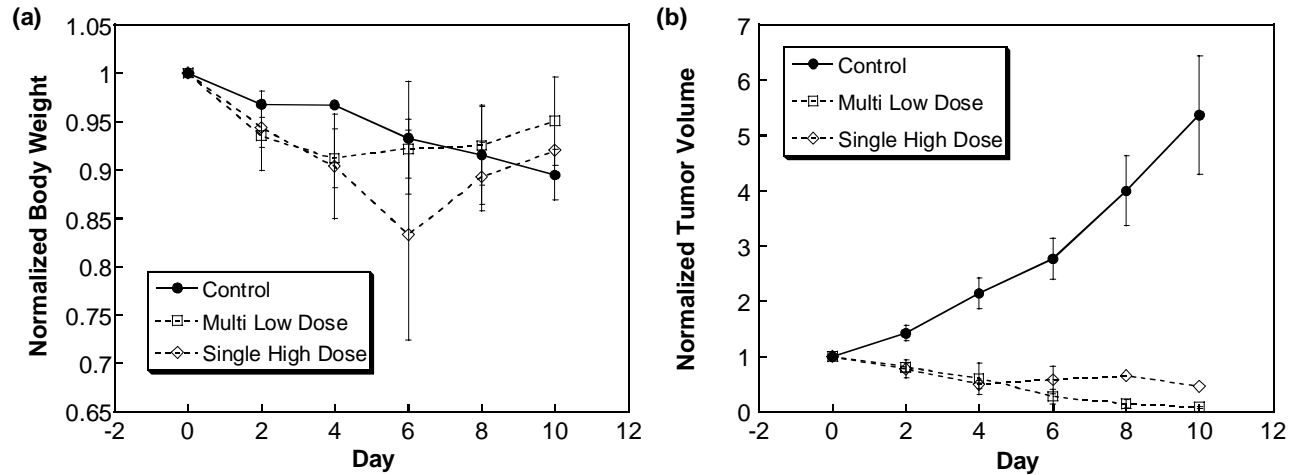 (a)
Normalized Body Weight
1.05
1
0.95
0.9
0.85
0.8
0.75
0.7
0.65
Control
Multi Low Dose
Single High Dose
-2 0 2 4 6 8 10 12
Day
(b)
Normalized Tumor Volume
7
6
5
4
3
2
1
0
Control
Multi Low Dose
Single High Dose
-2 0 2 4 6 8 10 12
Day